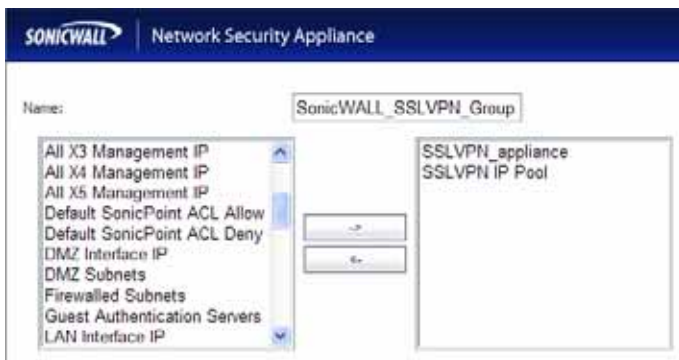 SONICWALL | Network Security Appliance
Name: SonicWALL_SSLVPN_Group
All X3 Management IP
All X4 Management IP
All X5 Management IP
Default SonicPoint ACL Allow
Default SonicPoint ACL Deny
DMZ Interface IP
DMZ Subnets
Firewalled Subnets
Guest Authentication Servers
LAN Interface IP
->
<-
SSLVPN_appliance
SSLVPN IP Pool